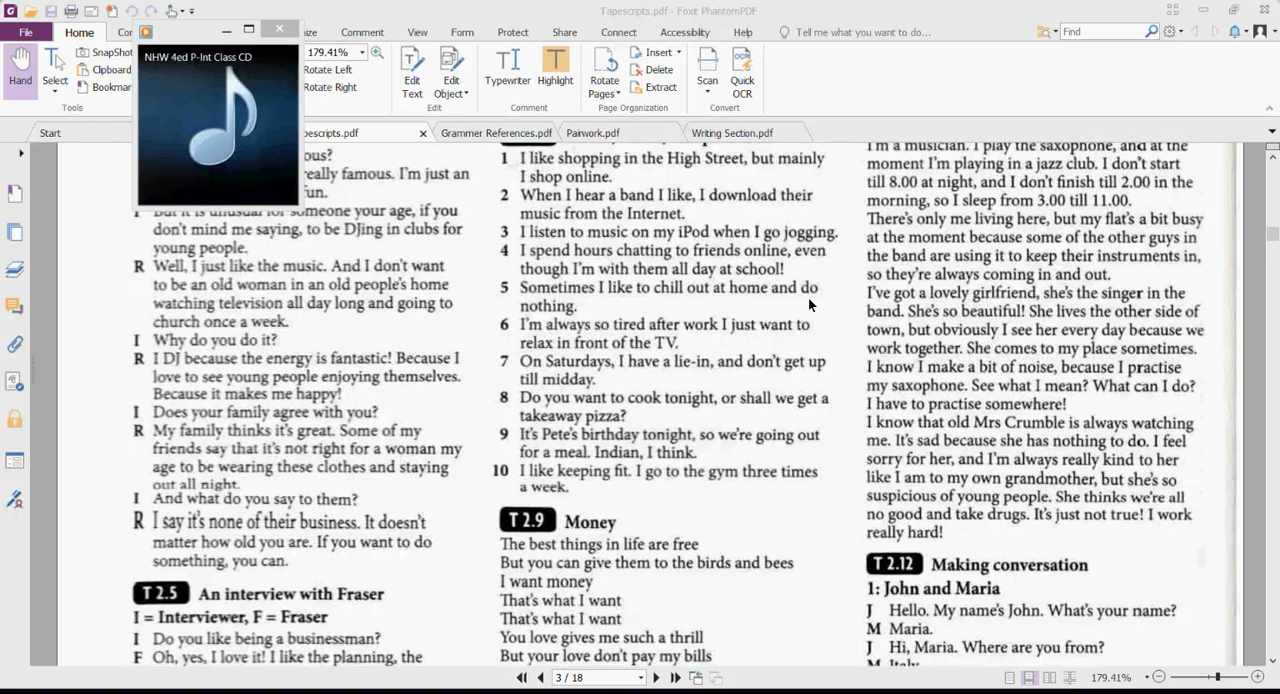 Tapescripts.pdf - Foxit PhantomPDF
File
Home
Comment
View
Form
Protect
Share
Connect
Accessibility
Help
Tell me what you want to do...
Find
NHW 4ed P-Int Class CD
Hand
Select
SnapShot
Clipboard
Bookmar
Tools
179.41%
Rotate Left
Rotate Right
Edit
Text
Edit
Object
Edit
Typewriter
Highlight
Comment
Rotate
Pages
Insert
Delete
Extract
Page Organization
Scan
Quick
OCR
Convert
Start
pescripts.pdf
Grammer References.pdf
Pairwork.pdf
Writing Section.pdf
ous?
really famous. I'm just an
fun.
I But it is unusual for someone your age, if you
don't mind me saying, to be DJing in clubs for
young people.
R Well, I just like the music. And I don't want
to be an old woman in an old people's home
watching television all day long and going to
church once a week.
I Why do you do it?
R I DJ because the energy is fantastic! Because I
love to see young people enjoying themselves.
Because it makes me happy!
I Does your family agree with you?
R My family thinks it's great. Some of my
friends say that it's not right for a woman my
age to be wearing these clothes and staying
out all night.
I And what do you say to them?
R I say it's none of their business. It doesn't
matter how old you are. If you want to do
something, you can.
T 2.5 An interview with Fraser
I = Interviewer, F = Fraser
I Do you like being a businessman?
F Oh, yes, I love it! I like the planning, the
1 I like shopping in the High Street, but mainly
I shop online.
2 When I hear a band I like, I download their
music from the Internet.
3 I listen to music on my iPod when I go jogging.
4 I spend hours chatting to friends online, even
though I'm with them all day at school!
5 Sometimes I like to chill out at home and do
nothing.
6 I'm always so tired after work I just want to
relax in front of the TV.
7 On Saturdays, I have a lie-in, and don't get up
till midday.
8 Do you want to cook tonight, or shall we get a
takeaway pizza?
9 It's Pete's birthday tonight, so we're going out
for a meal. Indian, I think.
10 I like keeping fit. I go to the gym three times
a week.
T 2.9 Money
The best things in life are free
But you can give them to the birds and bees
I want money
That's what I want
That's what I want
You love gives me such a thrill
But your love don't pay my bills
I'm a musician. I play the saxophone, and at the
moment I'm playing in a jazz club. I don't start
till 8.00 at night, and I don't finish till 2.00 in the
morning, so I sleep from 3.00 till 11.00.
There's only me living here, but my flat's a bit busy
at the moment because some of the other guys in
the band are using it to keep their instruments in,
so they're always coming in and out.
I've got a lovely girlfriend, she's the singer in the
band. She's so beautiful! She lives the other side of
town, but obviously I see her every day because we
work together. She comes to my place sometimes.
I know I make a bit of noise, because I practise
my saxophone. See what I mean? What can I do?
I have to practise somewhere!
I know that old Mrs Crumble is always watching
me. It's sad because she has nothing to do. I feel
sorry for her, and I'm always really kind to her
like I am to my own grandmother, but she's so
suspicious of young people. She thinks we're all
no good and take drugs. It's just not true! I work
really hard!
T 2.12 Making conversation
1: John and Maria
J Hello. My name's John. What's your name?
M Maria.
J Hi, Maria. Where are you from?
M Italy.
3 / 18
179.41%